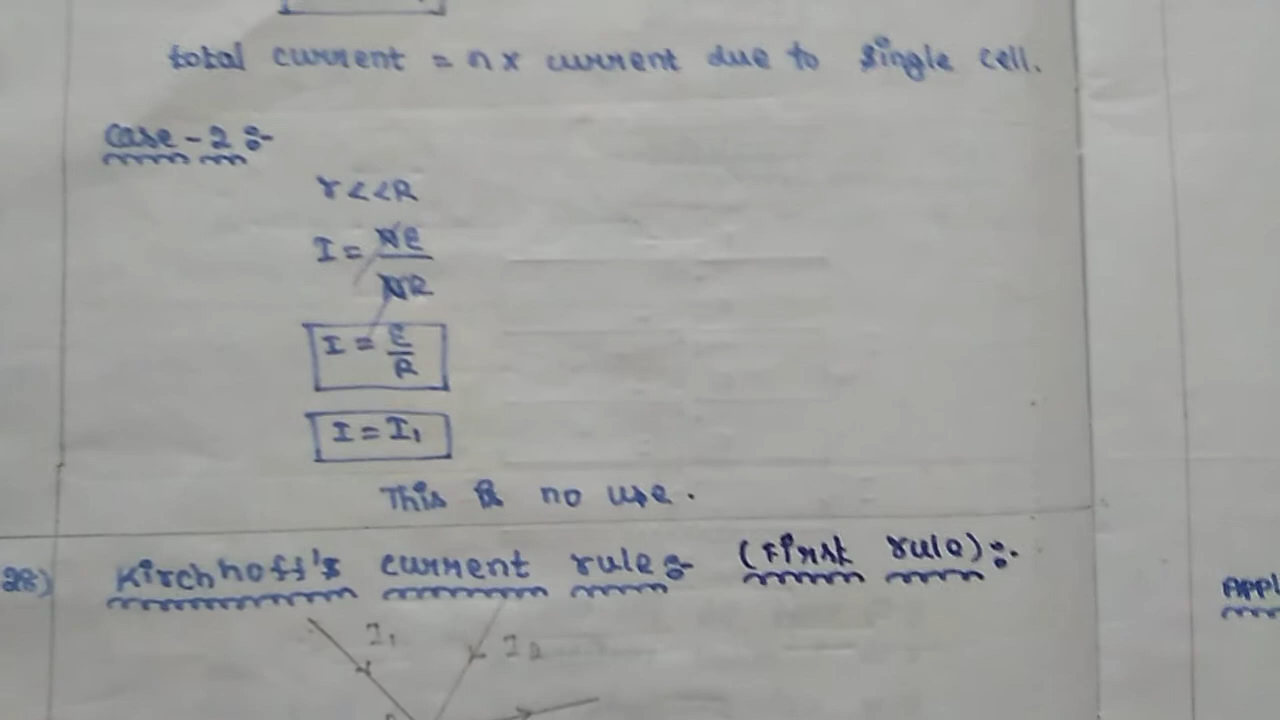 total current = n x current due to single cell.
Case - 2 :-
r << R
I = NE / NR
I = E / R
I = I₁
This is no use.
28) Kirchhoff's current rule :- (First rule) :-
I₁ I₂